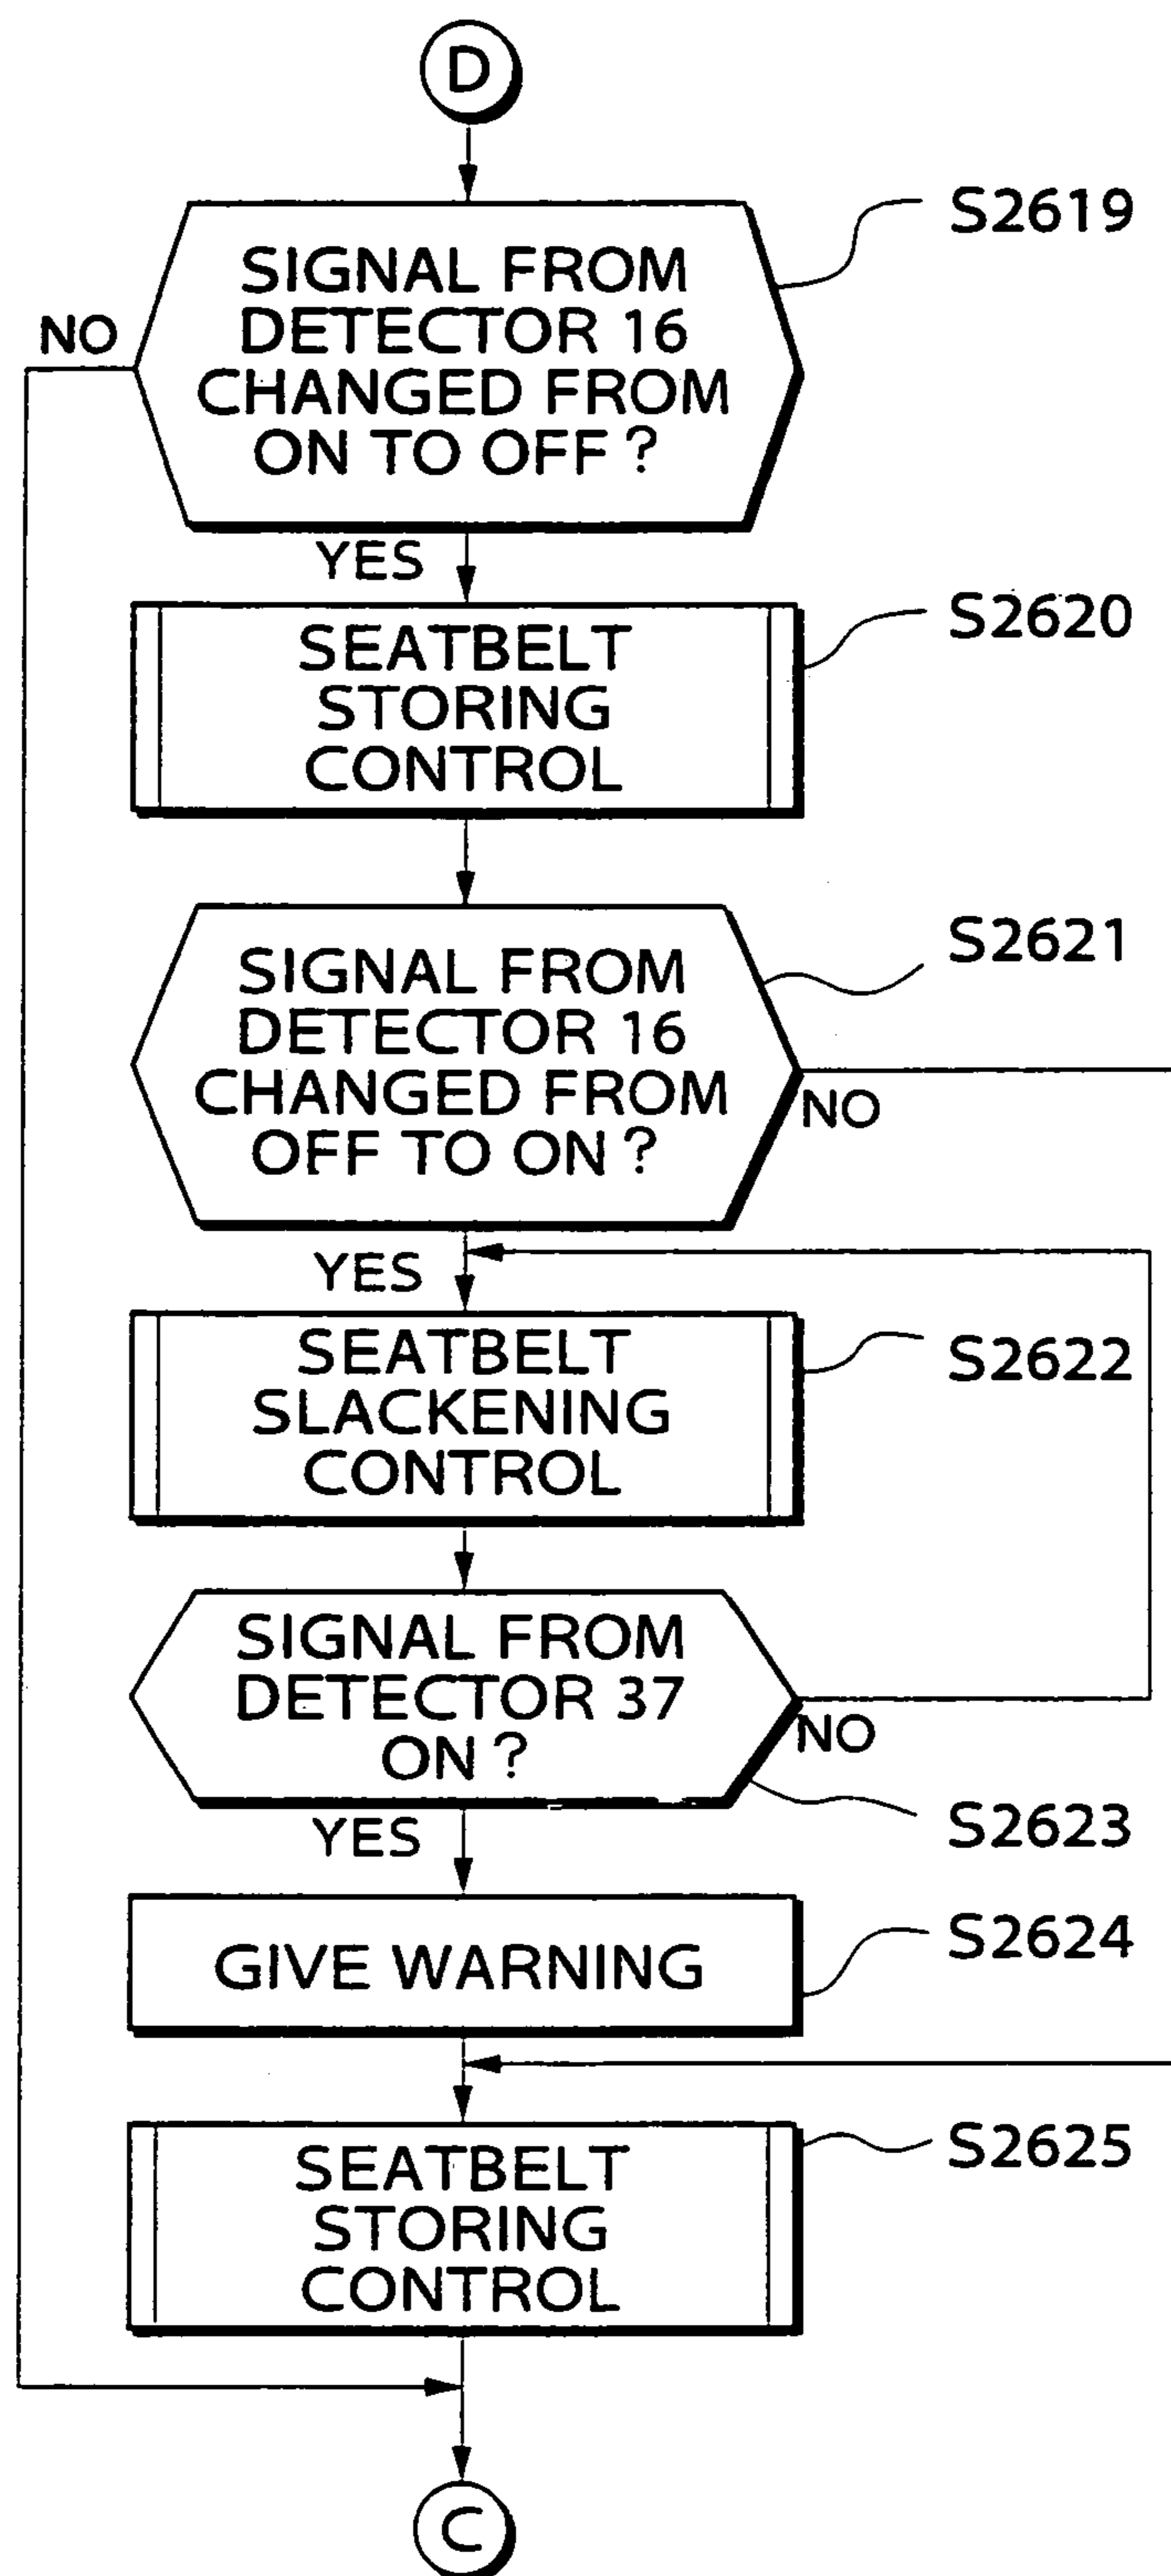 D
S2619
SIGNAL FROM
DETECTOR 16
CHANGED FROM
ON TO OFF ?
NO
YES
S2620
SEATBELT
STORING
CONTROL
S2621
SIGNAL FROM
DETECTOR 16
CHANGED FROM
OFF TO ON ?
NO
YES
S2622
SEATBELT
SLACKENING
CONTROL
SIGNAL FROM
DETECTOR 37
ON ?
NO
S2623
YES
S2624
GIVE WARNING
S2625
SEATBELT
STORING
CONTROL
C